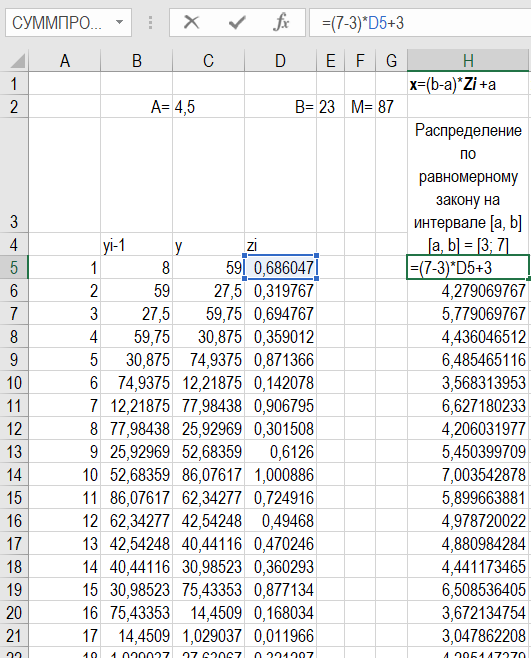 СУММПРО... =(7-3)*D5+3
A B C D E F G H
1 x=(b-a)*Zi +a
2 A= 4,5 B= 23 M= 87
3 Распределение
по
равномерному
закону на
интервале [a, b]
4 yi-1 y zi [a, b] = [3; 7]
5 1 8 59 0,686047 =(7-3)*D5+3
6 2 59 27,5 0,319767 4,279069767
7 3 27,5 59,75 0,694767 5,779069767
8 4 59,75 30,875 0,359012 4,436046512
9 5 30,875 74,9375 0,871366 6,485465116
10 6 74,9375 12,21875 0,142078 3,568313953
11 7 12,21875 77,98438 0,906795 6,627180233
12 8 77,98438 25,92969 0,301508 4,206031977
13 9 25,92969 52,68359 0,6126 5,450399709
14 10 52,68359 86,07617 1,000886 7,003542878
15 11 86,07617 62,34277 0,724916 5,899663881
16 12 62,34277 42,54248 0,49468 4,978720022
17 13 42,54248 40,44116 0,470246 4,880984284
18 14 40,44116 30,98523 0,360293 4,441173465
19 15 30,98523 75,43353 0,877134 6,508536405
20 16 75,43353 14,4509 0,168034 3,672134754
21 17 14,4509 1,029037 0,011966 3,047862208
22 18 1,029037 27,63067 0,321287 4,285147379